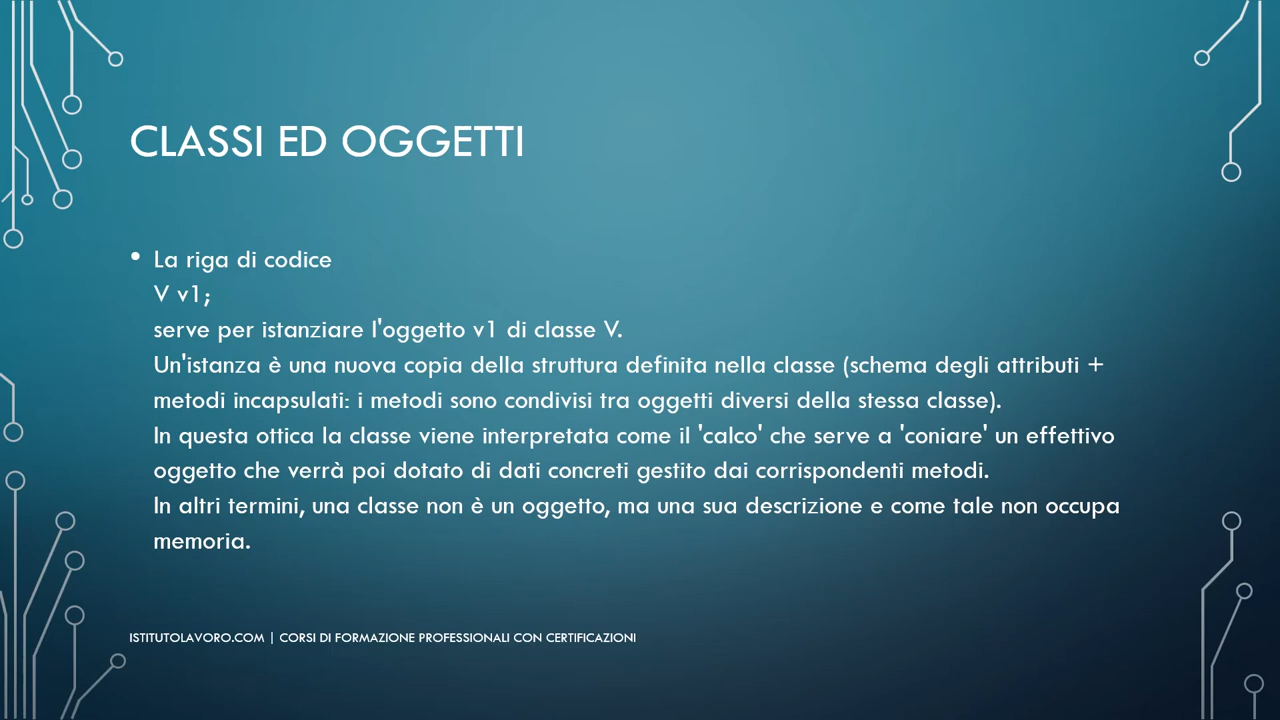 CLASSI ED OGGETTI
• La riga di codice
V v1;
serve per istanziare l'oggetto v1 di classe V.
Un'istanza è una nuova copia della struttura definita nella classe (schema degli attributi +
metodi incapsulati: i metodi sono condivisi tra oggetti diversi della stessa classe).
In questa ottica la classe viene interpretata come il 'calco' che serve a 'coniare' un effettivo
oggetto che verrà poi dotato di dati concreti gestito dai corrispondenti metodi.
In altri termini, una classe non è un oggetto, ma una sua descrizione e come tale non occupa
memoria.
ISTITUTOLAVORO.COM | CORSI DI FORMAZIONE PROFESSIONALI CON CERTIFICAZIONI